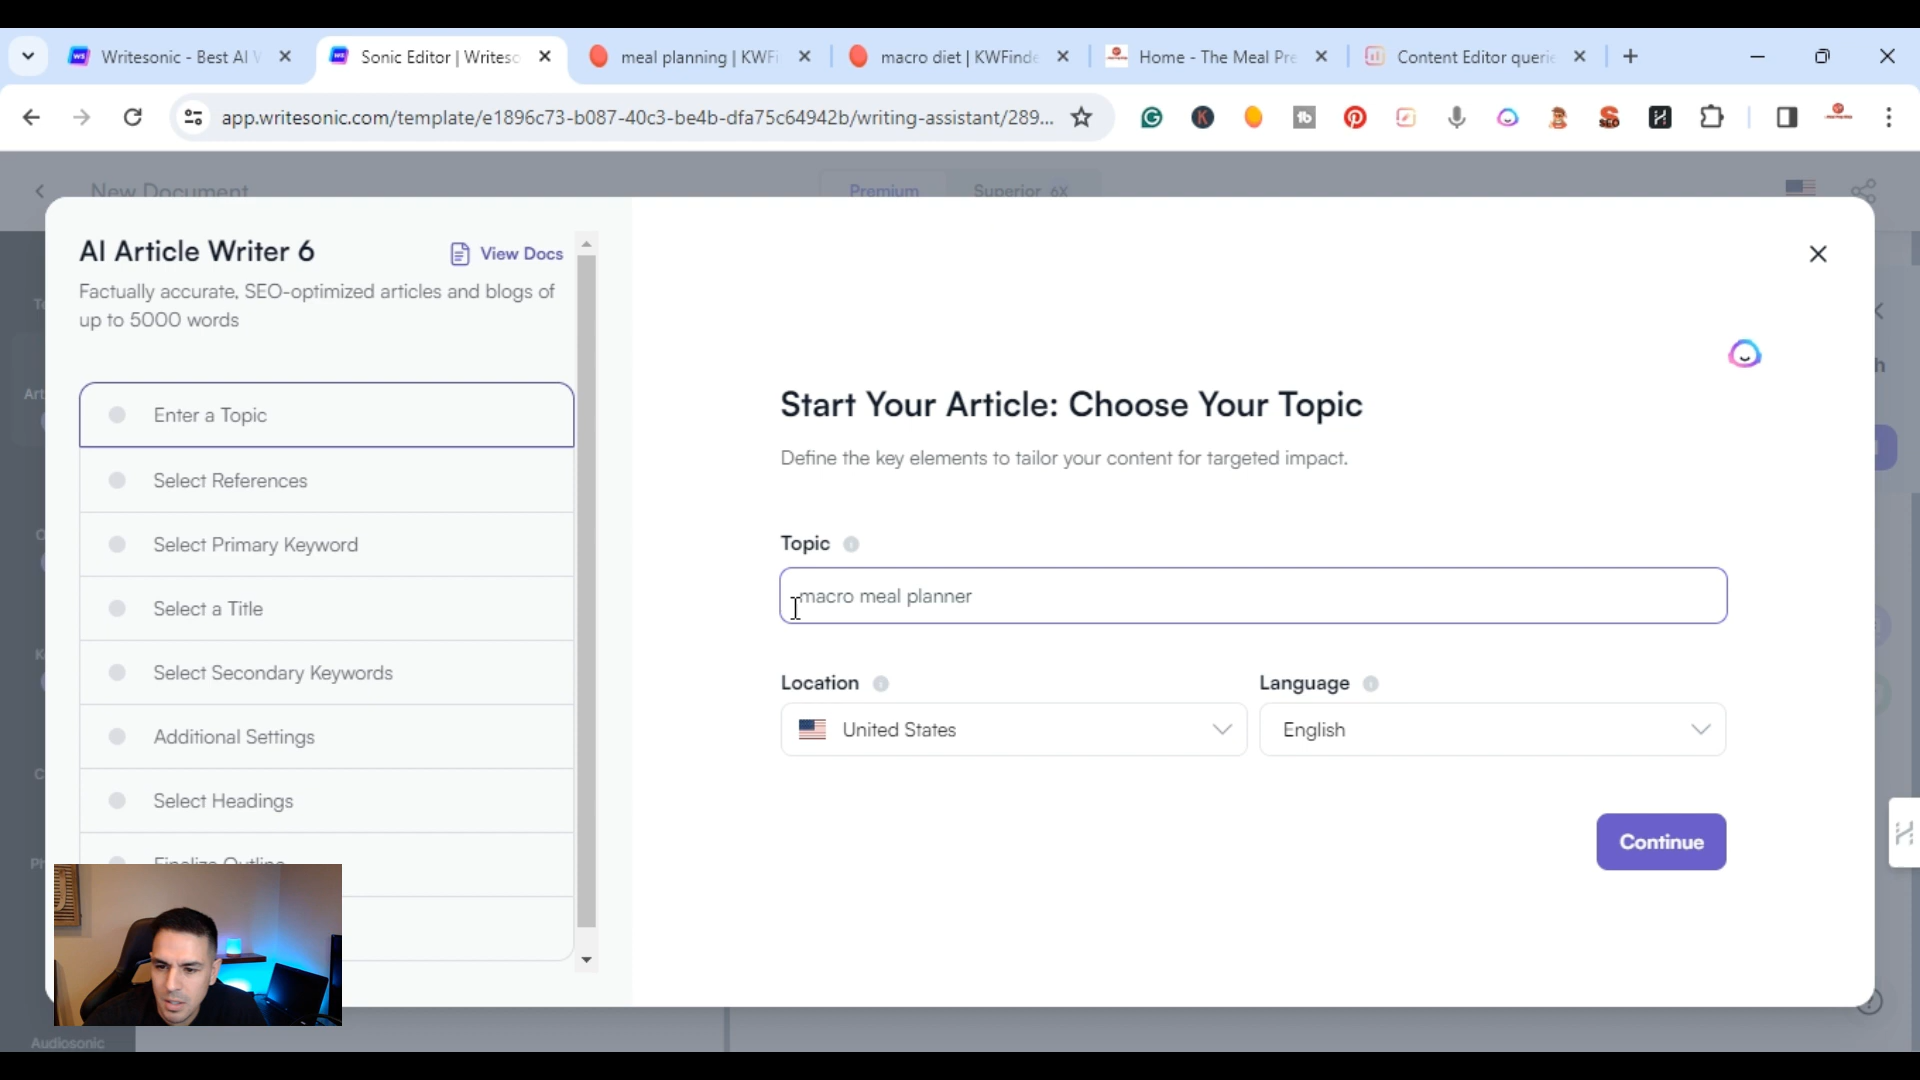 Writesonic - Best AI
Sonic Editor | Writeso
meal planning | KWFi
macro diet | KWFinde
Home - The Meal Pre
Content Editor querie
app.writesonic.com/template/e1896c73-b087-40c3-be4b-dfa75c64942b/writing-assistant/289...
New Document
Premium
Superior 6X
AI Article Writer 6
View Docs
Factually accurate, SEO-optimized articles and blogs of
up to 5000 words
Enter a Topic
Select References
Select Primary Keyword
Select a Title
Select Secondary Keywords
Additional Settings
Select Headings
Finalize Outline
Start Your Article: Choose Your Topic
Define the key elements to tailor your content for targeted impact.
Topic
macro meal planner
Location
Language
United States
English
Continue
Audiosonic